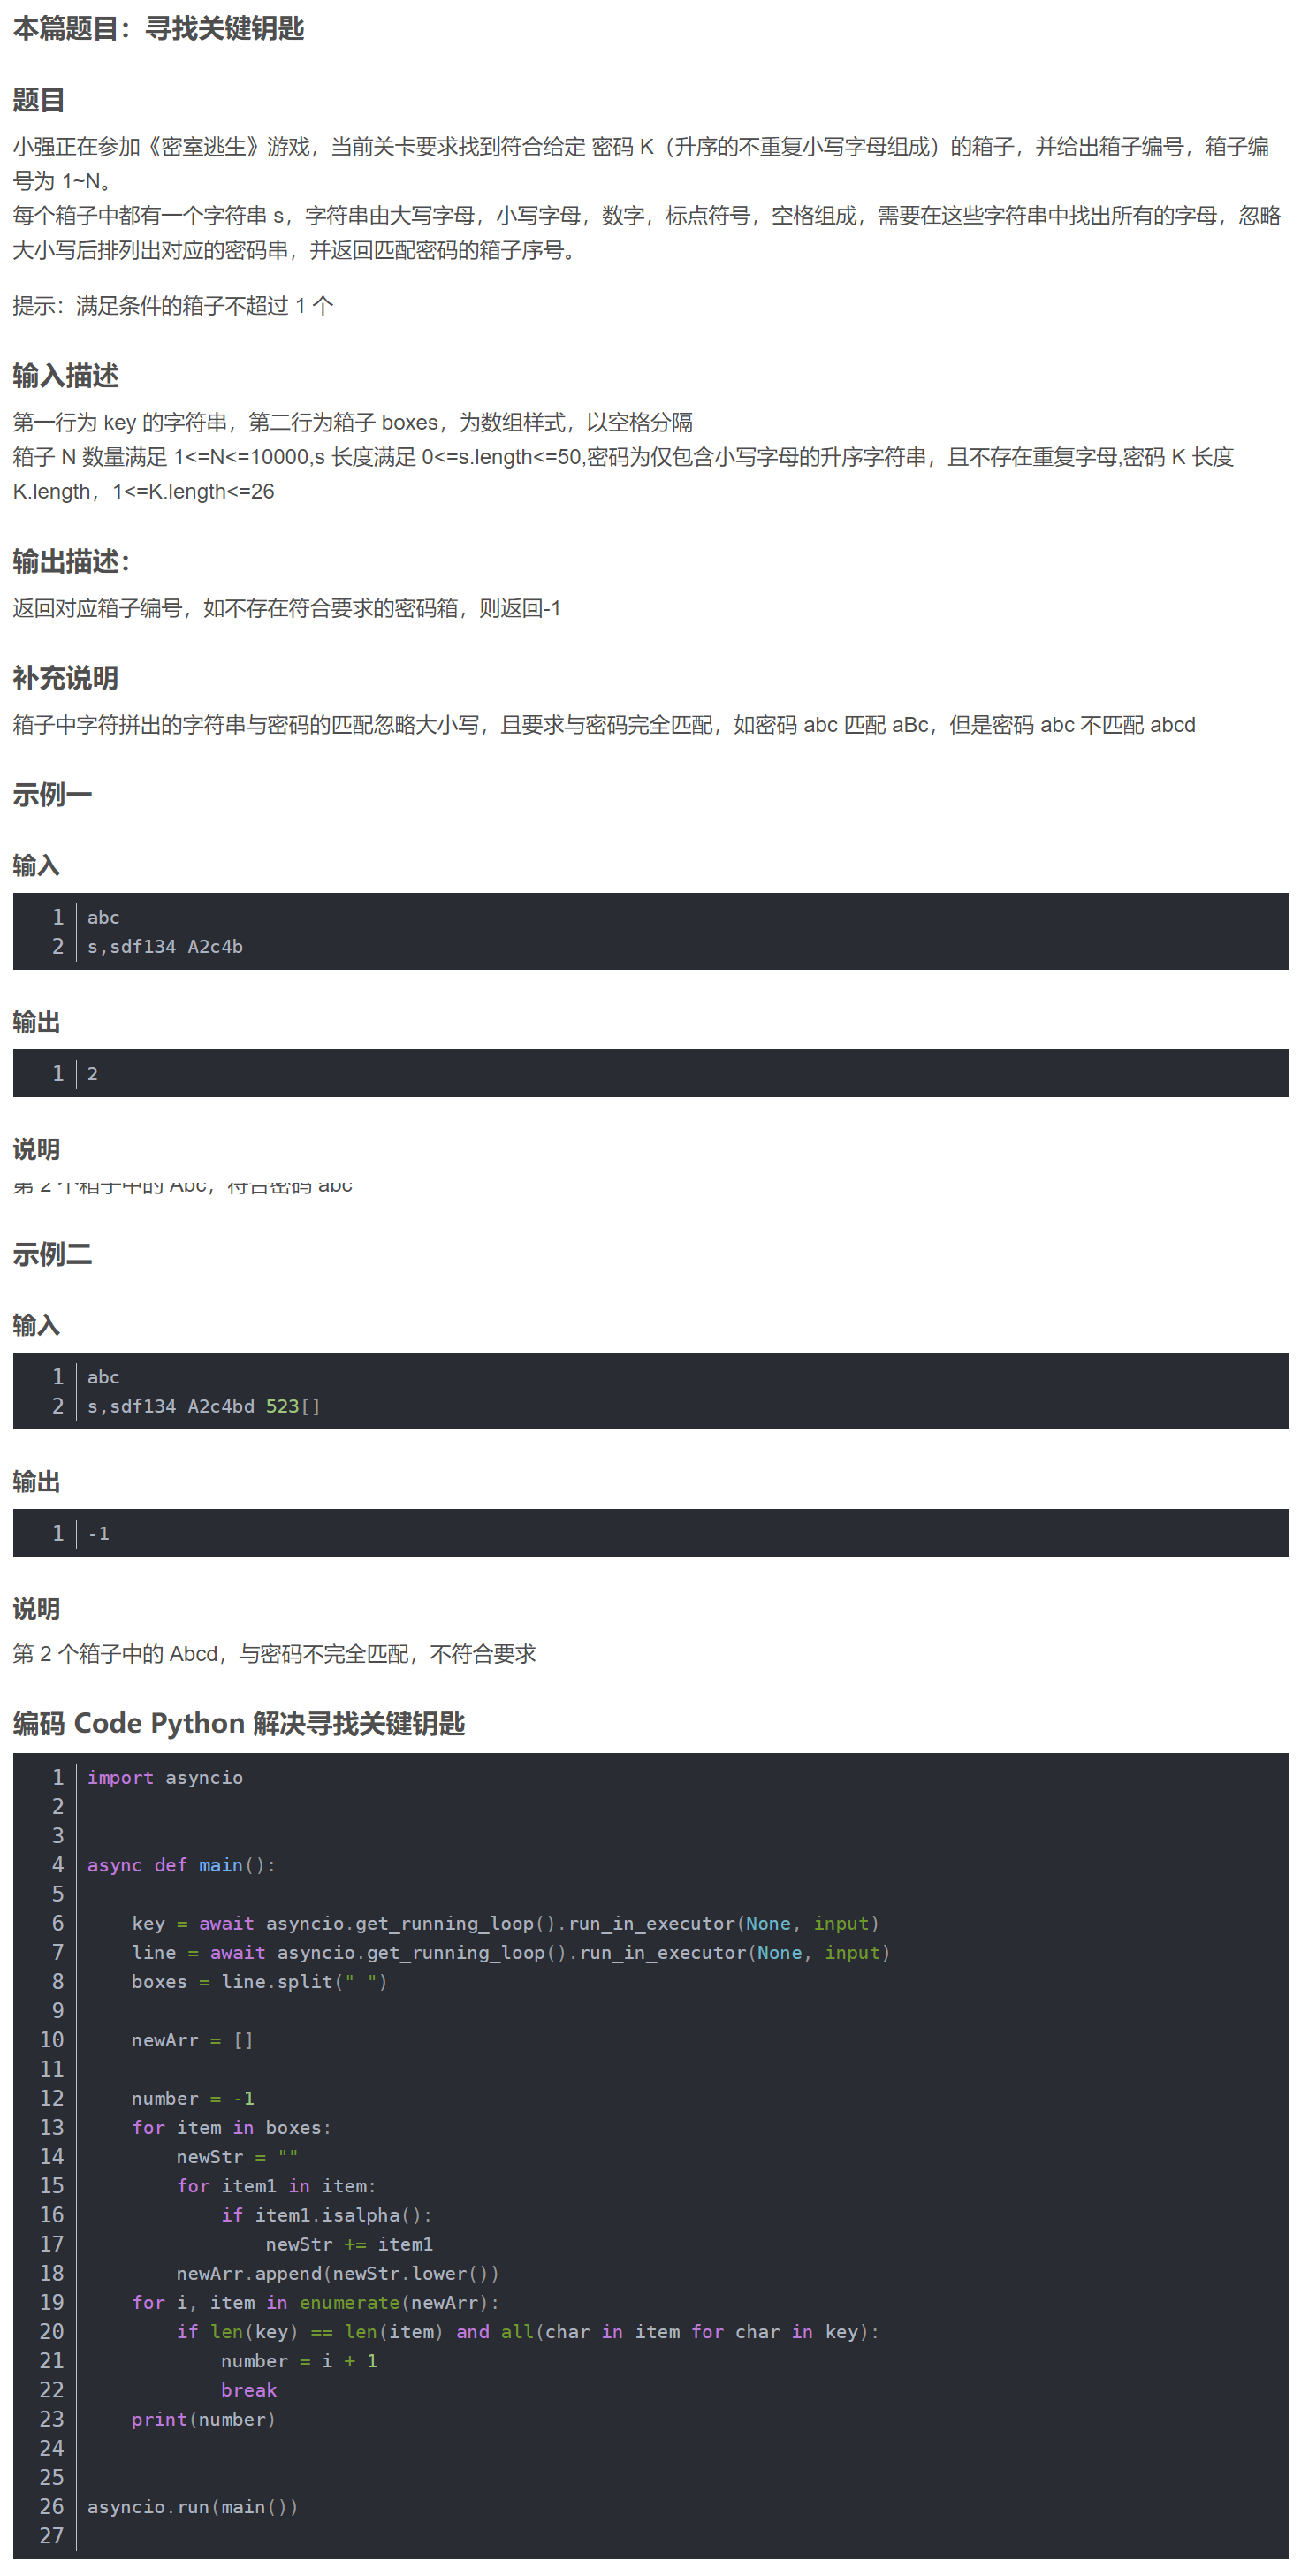 本篇题目：寻找关键钥匙
题目
小强正在参加《密室逃生》游戏，当前关卡要求找到符合给定 密码 K（升序的不重复小写字母组成）的箱子，并给出箱子编号，箱子编
号为 1~N。
每个箱子中都有一个字符串 s，字符串由大写字母，小写字母，数字，标点符号，空格组成，需要在这些字符串中找出所有的字母，忽略
大小写后排列出对应的密码串，并返回匹配密码的箱子序号。
提示：满足条件的箱子不超过 1 个
输入描述
第一行为 key 的字符串，第二行为箱子 boxes，为数组样式，以空格分隔
箱子 N 数量满足 1<=N<=10000,s 长度满足 0<=s.length<=50,密码为仅包含小写字母的升序字符串，且不存在重复字母,密码 K 长度
K.length，1<=K.length<=26
输出描述：
返回对应箱子编号，如不存在符合要求的密码箱，则返回-1
补充说明
箱子中字符拼出的字符串与密码的匹配忽略大小写，且要求与密码完全匹配，如密码 abc 匹配 aBc，但是密码 abc 不匹配 abcd
示例一
输入
1 abc
2 s,sdf134 A2c4b
输出
1 2
说明
第 2 个箱子中的 Abc，符合密码 abc
示例二
输入
1 abc
2 s,sdf134 A2c4bd 523[]
输出
1 -1
说明
第 2 个箱子中的 Abcd，与密码不完全匹配，不符合要求
编码 Code Python 解决寻找关键钥匙
1 import asyncio
2
3
4 async def main():
5
6     key = await asyncio.get_running_loop().run_in_executor(None, input)
7     line = await asyncio.get_running_loop().run_in_executor(None, input)
8     boxes = line.split(" ")
9
10     newArr = []
11
12     number = -1
13     for item in boxes:
14         newStr = ""
15         for item1 in item:
16             if item1.isalpha():
17                 newStr += item1
18         newArr.append(newStr.lower())
19     for i, item in enumerate(newArr):
20         if len(key) == len(item) and all(char in item for char in key):
21             number = i + 1
22             break
23     print(number)
24
25
26 asyncio.run(main())
27